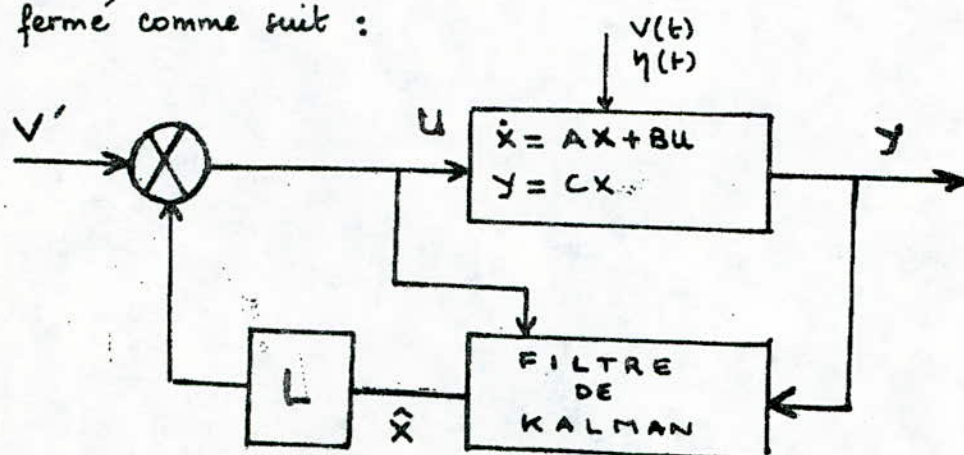 fermé comme suit :
V(t)
η(t)
V'
U
ẋ = AX + BU
y = CX
y
L
X̂
FILTRE
DE
KALMAN